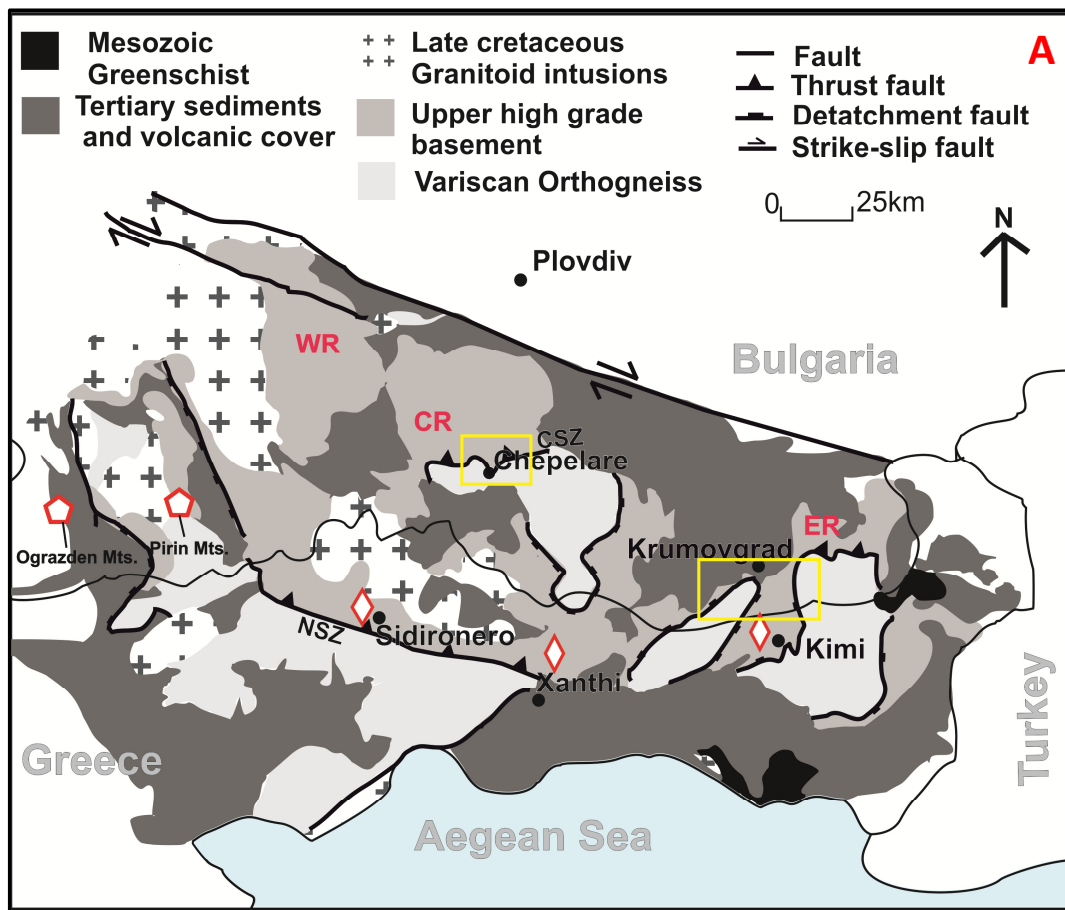 Mesozoic
Greenschist
Tertiary sediments
and volcanic cover
Late cretaceous
Granitoid intusions
Upper high grade
basement
Variscan Orthogneiss
Fault
Thrust fault
Detatchment fault
Strike-slip fault
A
0 25km
N
Plovdiv
Bulgaria
WR
CR
CSZ
Chepelare
ER
Krumovgrad
Ograzden Mts.
Pirin Mts.
NSZ
Sidironero
Kimi
Xanthi
Greece
Turkey
Aegean Sea